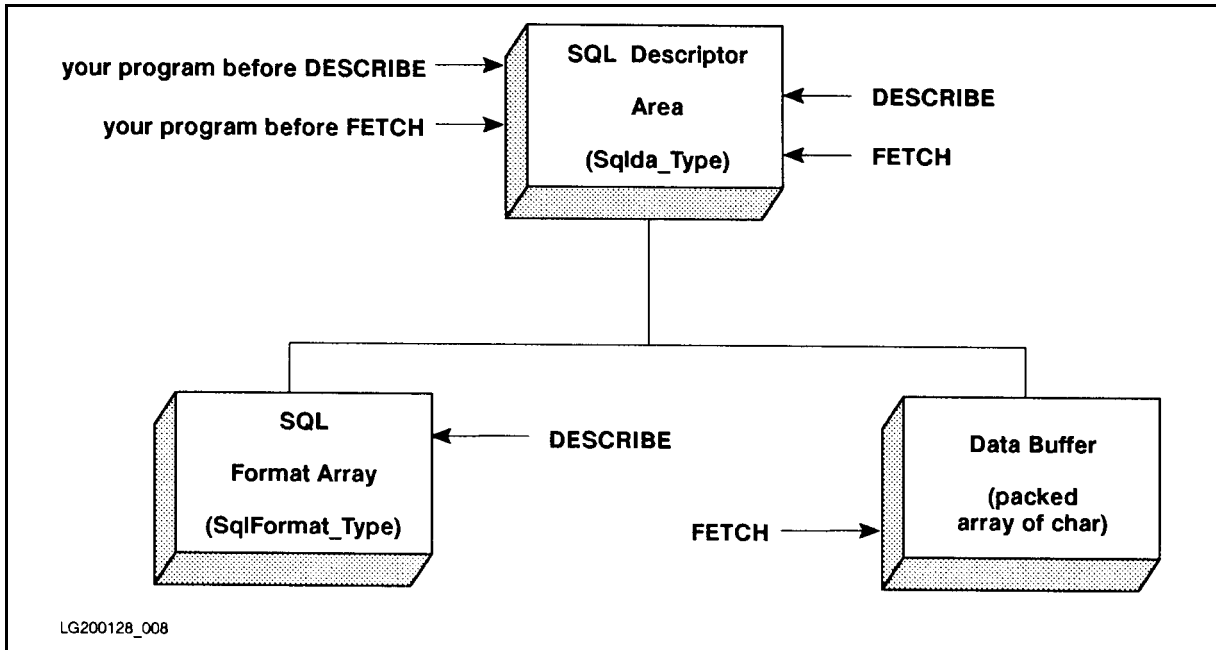 your program before DESCRIBE
your program before FETCH
SQL Descriptor
Area
(Sqlda_Type)
DESCRIBE
FETCH
SQL
Format Array
(SqlFormat_Type)
DESCRIBE
FETCH
Data Buffer
(packed
array of char)
LG200128_008